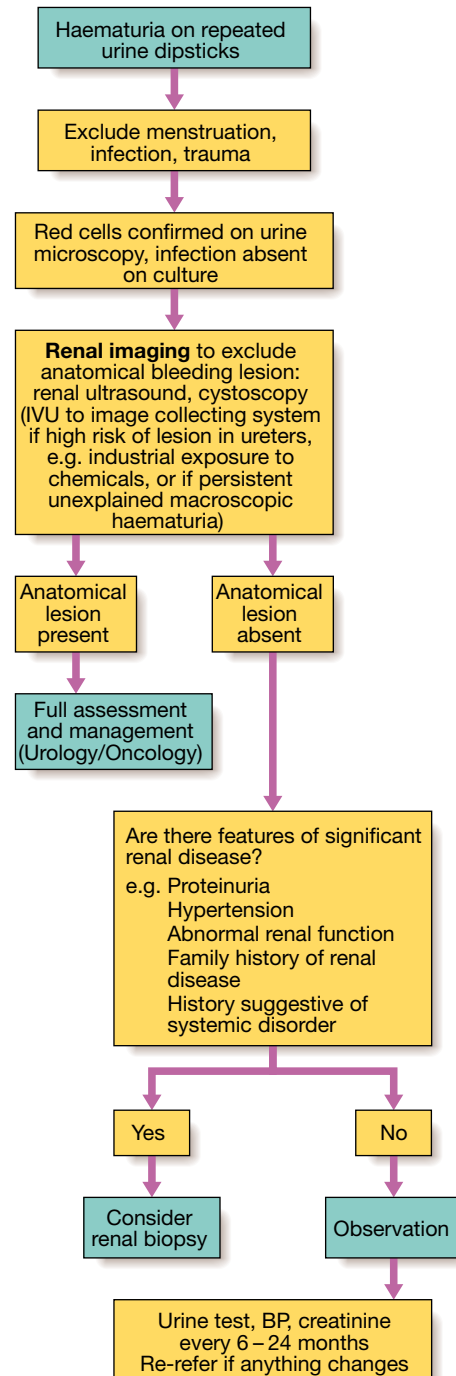 Haematuria on repeated
urine dipsticks
Exclude menstruation,
infection, trauma
Red cells confirmed on urine
microscopy, infection absent
on culture
Renal imaging to exclude
anatomical bleeding lesion:
renal ultrasound, cystoscopy
(IVU to image collecting system
if high risk of lesion in ureters,
e.g. industrial exposure to
chemicals, or if persistent
unexplained macroscopic
haematuria)
Anatomical
lesion
present
Anatomical
lesion
absent
Full assessment
and management
(Urology/Oncology)
Are there features of significant
renal disease?
e.g. Proteinuria
Hypertension
Abnormal renal function
Family history of renal
disease
History suggestive of
systemic disorder
Yes
No
Consider
renal biopsy
Observation
Urine test, BP, creatinine
every 6–24 months
Re-refer if anything changes